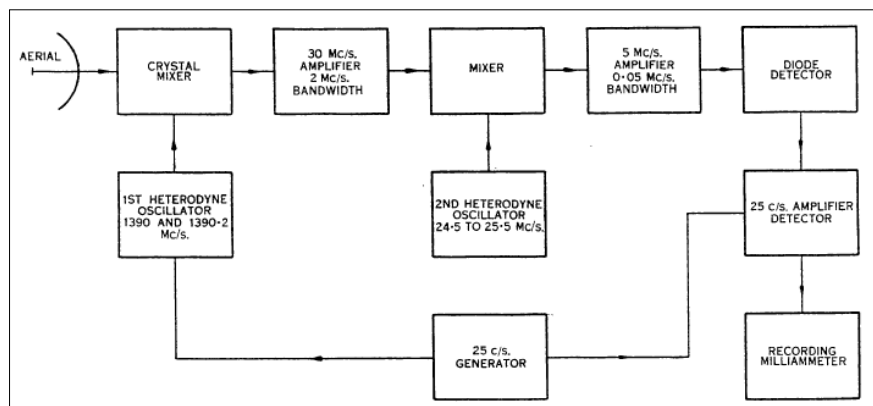 AERIAL
CRYSTAL
MIXER
30 Mc/s.
AMPLIFIER
2 Mc/s.
BANDWIDTH
MIXER
5 Mc/s.
AMPLIFIER
0·05 Mc/s.
BANDWIDTH
DIODE
DETECTOR
1ST HETERODYNE
OSCILLATOR
1390 AND 1390·2
Mc/s.
2ND HETERODYNE
OSCILLATOR
24·5 TO 25·5 Mc/s.
25 c/s. AMPLIFIER
DETECTOR
25 c/s.
GENERATOR
RECORDING
MILLIAMMETER